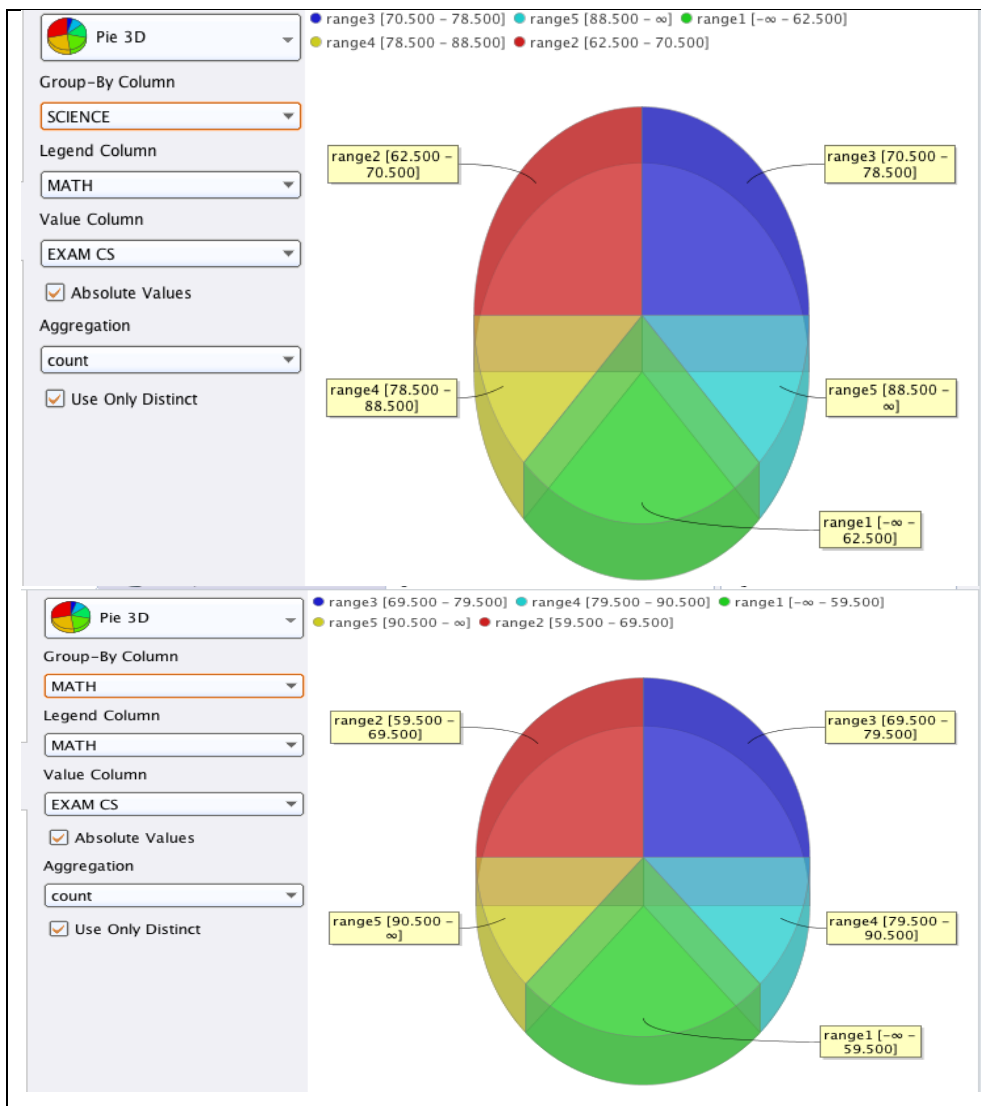 Pie 3D
Group-By Column
SCIENCE
Legend Column
MATH
Value Column
EXAM CS
Absolute Values
Aggregation
count
Use Only Distinct
range3 [70.500 - 78.500] range5 [88.500 - ∞] range1 [-∞ - 62.500]
range4 [78.500 - 88.500] range2 [62.500 - 70.500]
range2 [62.500 -
70.500]
range3 [70.500 -
78.500]
range4 [78.500 -
88.500]
range5 [88.500 -
∞]
range1 [-∞ -
62.500]
Pie 3D
Group-By Column
MATH
Legend Column
MATH
Value Column
EXAM CS
Absolute Values
Aggregation
count
Use Only Distinct
range3 [69.500 - 79.500] range4 [79.500 - 90.500] range1 [-∞ - 59.500]
range5 [90.500 - ∞] range2 [59.500 - 69.500]
range2 [59.500 -
69.500]
range3 [69.500 -
79.500]
range5 [90.500 -
∞]
range4 [79.500 -
90.500]
range1 [-∞ -
59.500]